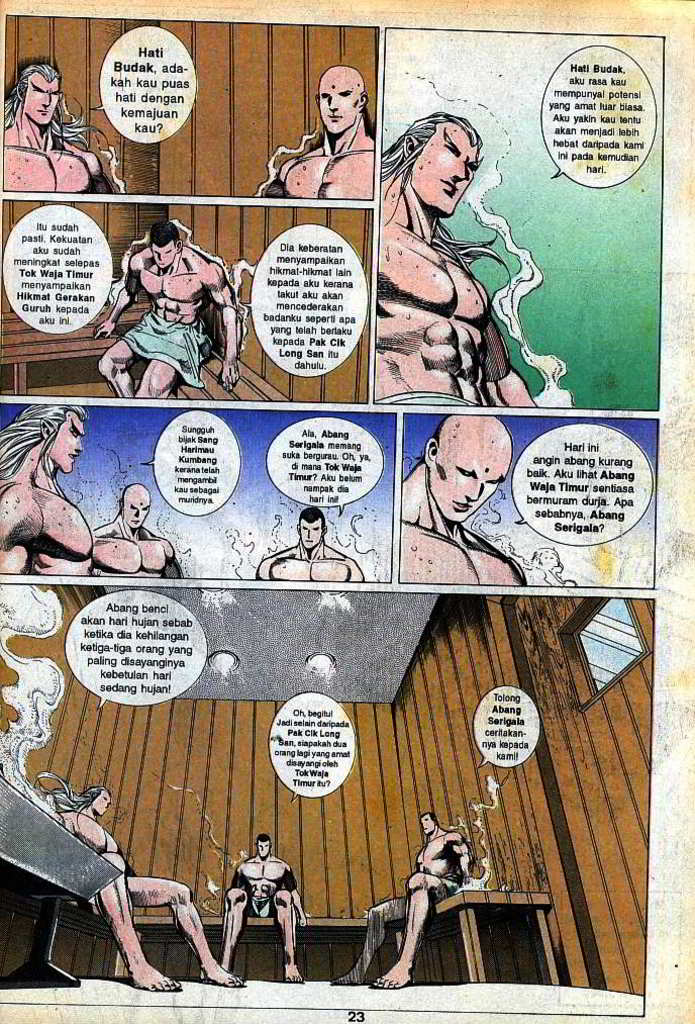 Hati
Budak, ada-
kah kau puas
hati dengan
kemajuan
kau?
Hati Budak,
aku rasa kau
mempunyai potensi
yang amat luar biasa.
Aku yakin kau tentu
akan menjadi lebih
hebat daripada kami
ini pada kemudian
hari.
Itu sudah
pasti. Kekuatan
aku sudah
meningkat selepas
Tok Waja Timur
menyampaikan
Hikmat Gerakan
Guruh kepada
aku ini.
Dia keberatan
menyampaikan
hikmat-hikmat lain
kepada aku kerana
takut aku akan
mencederakan
badanku seperti apa
yang telah berlaku
kepada Pak Cik
Long San itu
dahulu.
Sungguh
bijak Sang
Harimau
Kumbang
kerana telah
mengambil
kau sebagai
muridnya.
Ala, Abang
Serigala memang
suka bergurau. Oh, ya,
di mana Tok Waja
Timur? Aku belum
nampak dia
hari ini!
Hari ini
angin abang kurang
baik. Aku lihat Abang
Waja Timur sentiasa
bermuram durja. Apa
sebabnya, Abang
Serigala?
Abang benci
akan hari hujan sebab
ketika dia kehilangan
ketiga-tiga orang yang
paling disayanginya
kebetulan hari
sedang hujan!
Oh, begitu!
Jadi selain daripada
Pak Cik Long
San, siapakah dua
orang lagi yang amat
disayangi oleh
Tok Waja
Timur itu?
Tolong
Abang
Serigala
ceritakan-
nya kepada
kami!
23